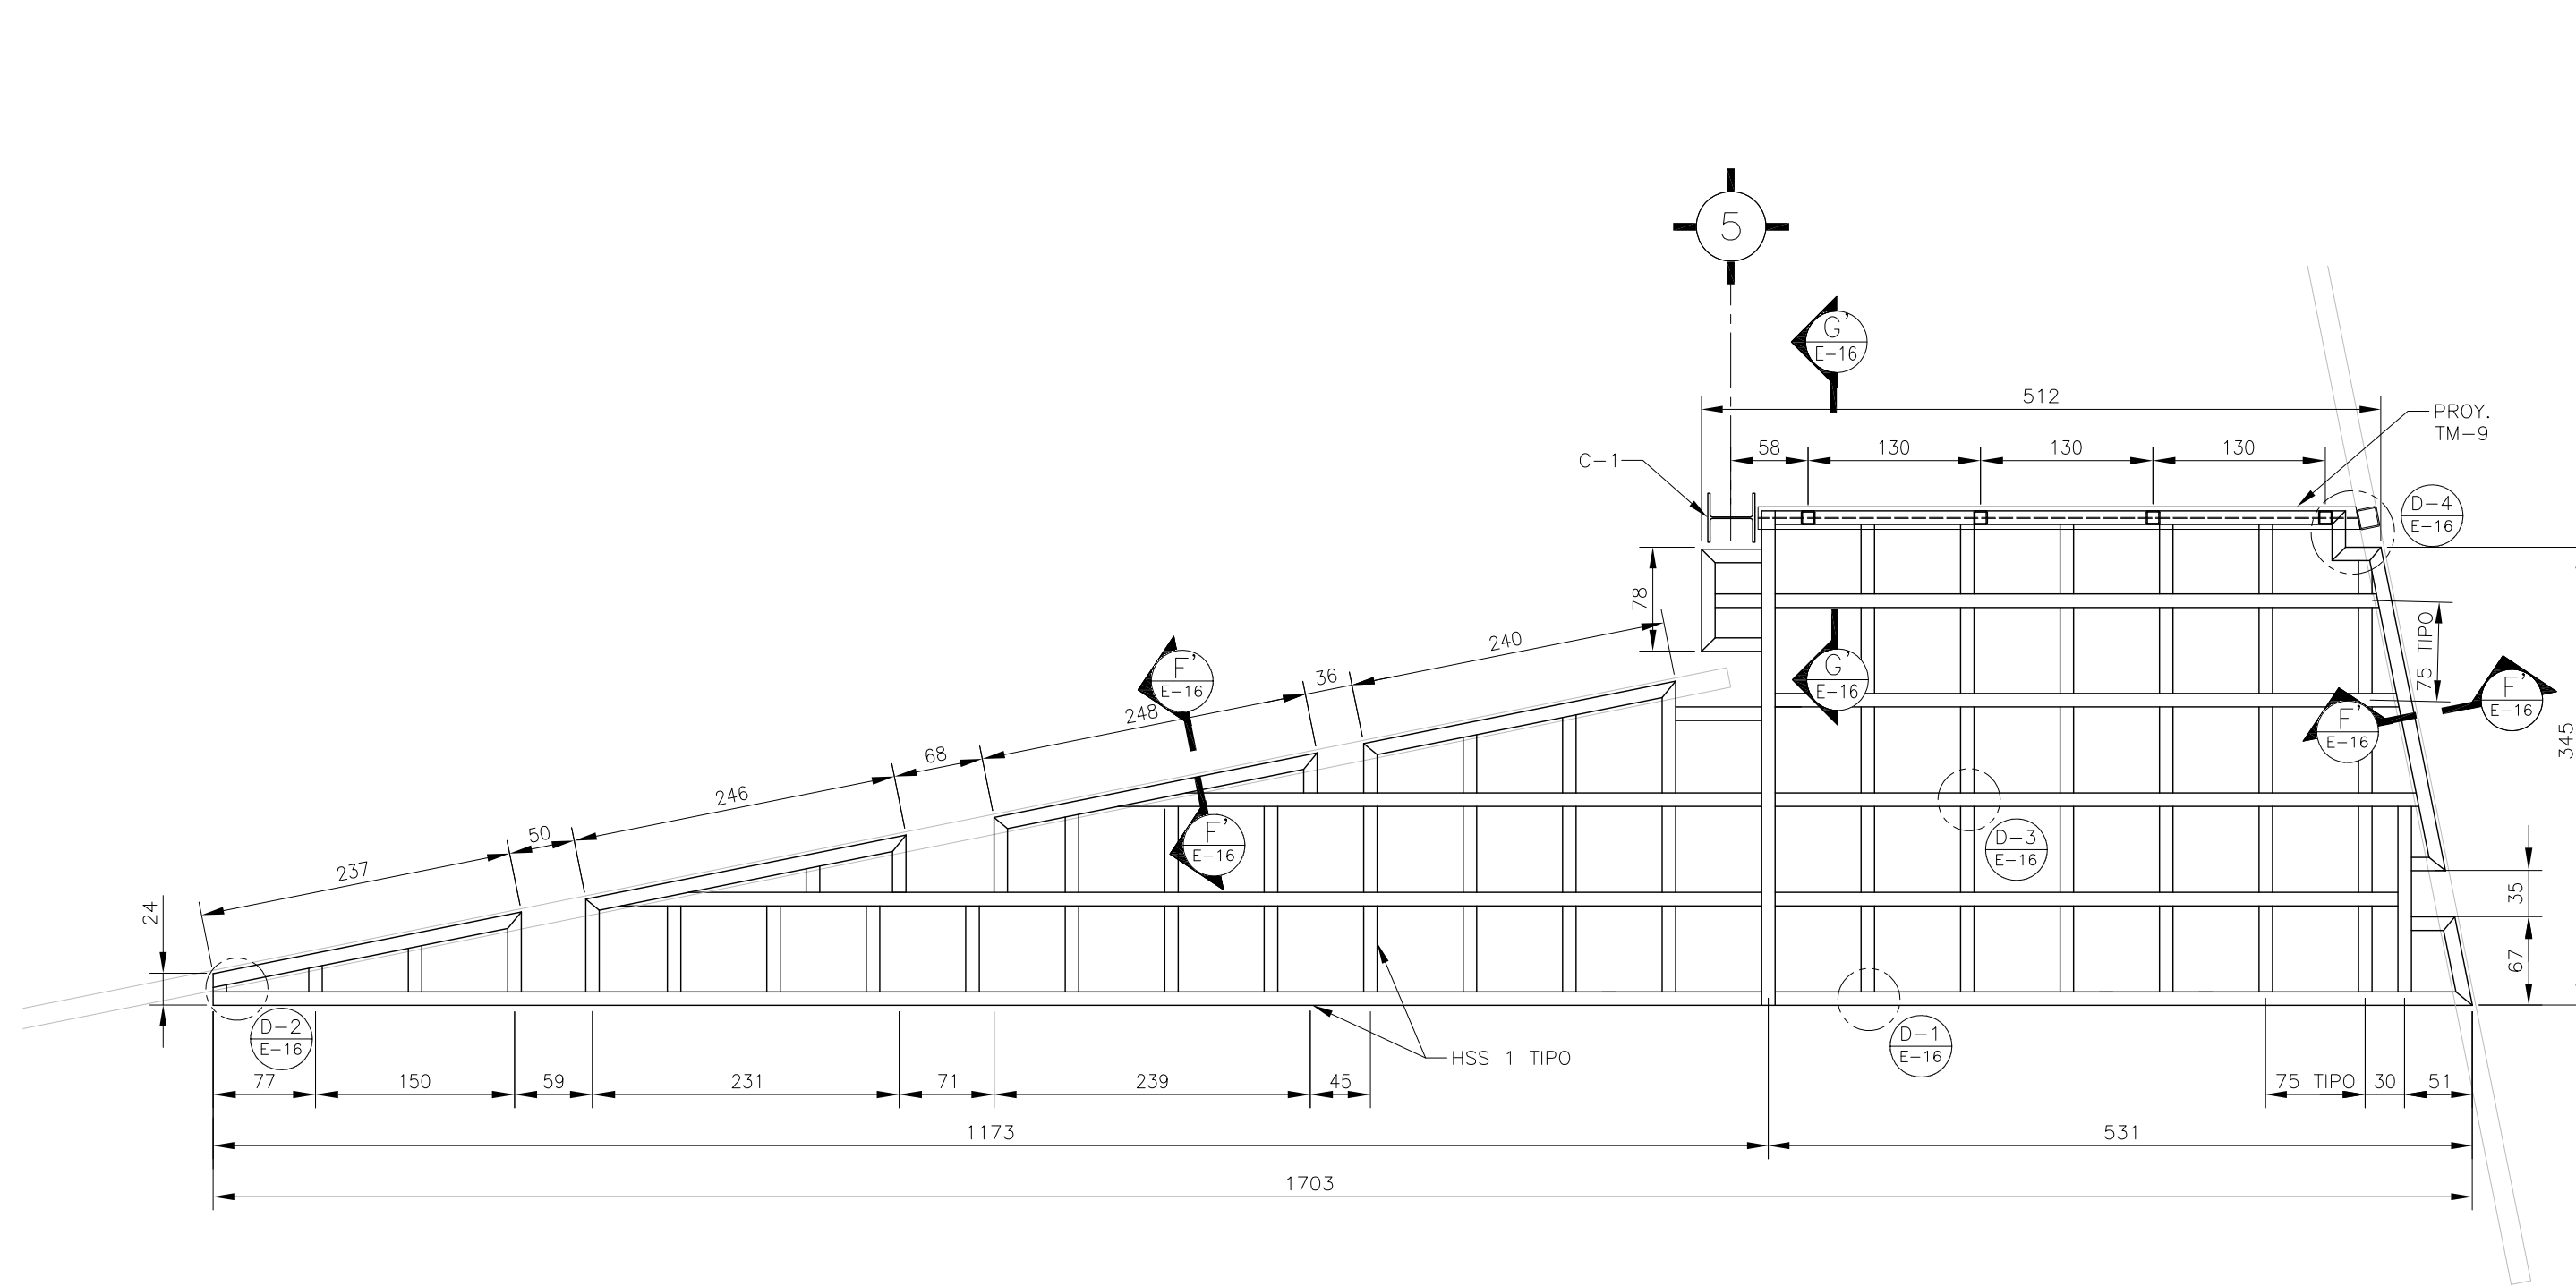 5
G'
E-16
512
PROY.
TM-9
58
130
130
130
C-1
D-4
E-16
78
75 TIPO
240
36
F'
E-16
248
G'
E-16
F'
E-16
F'
E-16
345
68
246
F'
E-16
D-3
E-16
50
237
24
35
67
D-2
E-16
D-1
E-16
HSS 1 TIPO
77
150
59
231
71
239
45
75 TIPO
30
51
1173
531
1703